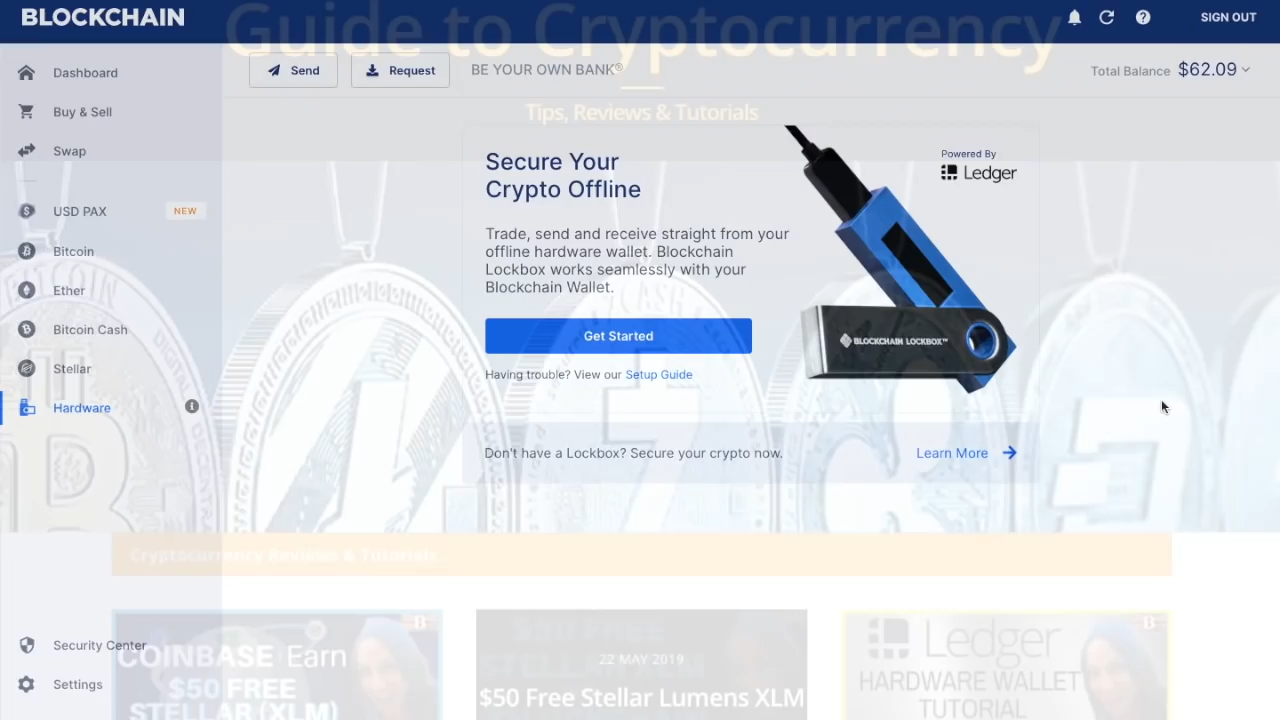 BLOCKCHAIN
SIGN OUT
Guide to Cryptocurrency
Dashboard
Buy & Sell
Swap
USD PAX
NEW
Bitcoin
Ether
Bitcoin Cash
Stellar
Hardware
Security Center
Settings
Send
Request
BE YOUR OWN BANK®
Total Balance $62.09
Tips, Reviews & Tutorials
Secure Your
Crypto Offline
Powered By
Ledger
Trade, send and receive straight from your
offline hardware wallet. Blockchain
Lockbox works seamlessly with your
Blockchain Wallet.
Get Started
Having trouble? View our Setup Guide
BLOCKCHAIN LOCKBOX™
Don't have a Lockbox? Secure your crypto now.
Learn More
Cryptocurrency Reviews & Tutorials
COINBASE Earn
$50 FREE
STELLAR (XLM)
22 MAY 2019
$50 Free Stellar Lumens XLM
Ledger
HARDWARE WALLET
TUTORIAL